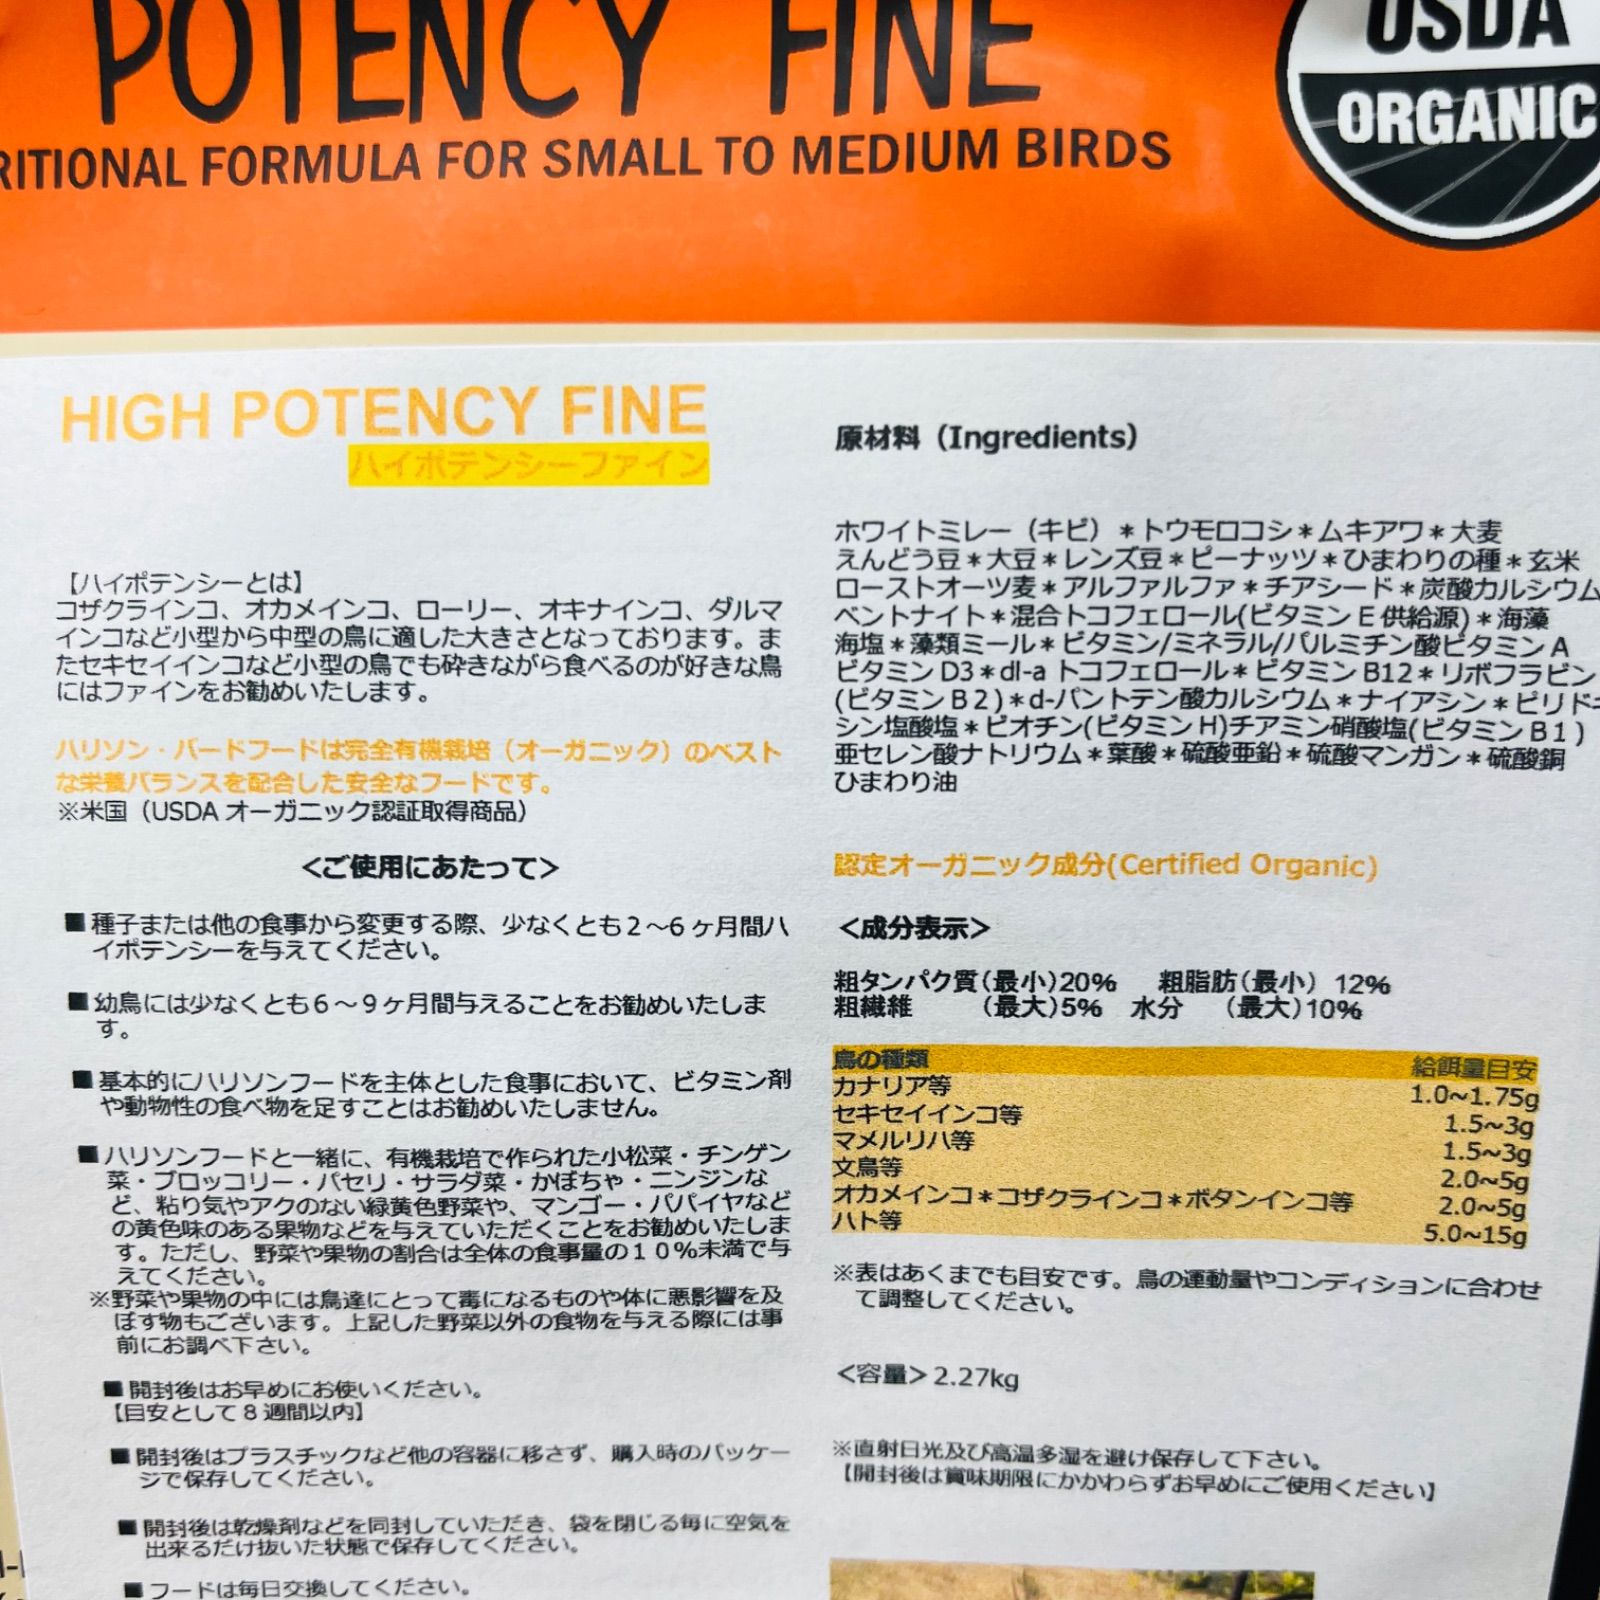 POTENCY FINE
RITIONAL FORMULA FOR SMALL TO MEDIUM BIRDS
USDA
ORGANIC
HIGH POTENCY FINE
ハイポテンシーファイン
【ハイポテンシーとは】
コザクラインコ、オカメインコ、ローリー、オキナインコ、ダルマ
インコなど小型から中型の鳥に適した大きさとなっております。ま
たセキセイインコなど小型の鳥でも砕きながら食べるのが好きな鳥
にはファインをお勧めいたします。
ハリソン・バードフードは完全有機栽培（オーガニック）のベスト
な栄養バランスを配合した安全なフードです。
※米国（USDA オーガニック認証取得商品）
＜ご使用にあたって＞
■ 種子または他の食事から変更する際、少なくとも２～６ヶ月間ハ
イポテンシーを与えてください。
■ 幼鳥には少なくとも６～９ヶ月間与えることをお勧めいたしま
す。
■ 基本的にハリソンフードを主体とした食事において、ビタミン剤
や動物性の食べ物を足すことはお勧めいたしません。
■ ハリソンフードと一緒に、有機栽培で作られた小松菜・チンゲン
菜・ブロッコリー・パセリ・サラダ菜・かぼちゃ・ニンジンな
ど、粘り気やアクのない緑黄色野菜や、マンゴー・パパイヤなど
の黄色味のある果物などを与えていただくことをお勧めいたしま
す。ただし、野菜や果物の割合は全体の食事量の１０％未満で与
えてください。
※野菜や果物の中には鳥達にとって毒になるものや体に悪影響を及
ぼす物もございます。上記した野菜以外の食物を与える際には事
前にお調べ下さい。
■ 開封後はお早めにお使いください。
【目安として８週間以内】
■ 開封後はプラスチックなど他の容器に移さず、購入時のパッケー
ジで保存してください。
■ 開封後は乾燥剤などを同封していただき、袋を閉じる毎に空気を
出来るだけ抜いた状態で保存してください。
■ フードは毎日交換してください。
原材料（Ingredients）
ホワイトミレー（キビ）＊トウモロコシ＊ムキアワ＊大麦
えんどう豆＊大豆＊レンズ豆＊ピーナッツ＊ひまわりの種＊玄米
ローストオーツ麦＊アルファルファ＊チアシード＊炭酸カルシウム
ベントナイト＊混合トコフェロール(ビタミン E 供給源)＊海藻
海塩＊藻類ミール＊ビタミン/ミネラル/パルミチン酸ビタミン A
ビタミン D3＊dl-a トコフェロール＊ビタミン B12＊リボフラビン
(ビタミン B２)＊d-パントテン酸カルシウム＊ナイアシン＊ピリドキ
シン塩酸塩＊ビオチン(ビタミン H)チアミン硝酸塩(ビタミン B１)
亜セレン酸ナトリウム＊葉酸＊硫酸亜鉛＊硫酸マンガン＊硫酸銅
ひまわり油
認定オーガニック成分(Certified Organic)
＜成分表示＞
粗タンパク質(最小)20% 粗脂肪(最小) 12%
粗繊維 (最大)5% 水分 (最大)10%
鳥の種類 給餌量目安
カナリア等 1.0~1.75g
セキセイインコ等 1.5~3g
マメルリハ等 1.5~3g
文鳥等 2.0~5g
オカメインコ＊コザクラインコ＊ボタンインコ等 2.0~5g
ハト等 5.0~15g
※表はあくまでも目安です。鳥の運動量やコンディションに合わせ
て調整してください。
＜容量＞2.27kg
※直射日光及び高温多湿を避け保存して下さい。
【開封後は賞味期限にかかわらずお早めにご使用ください】